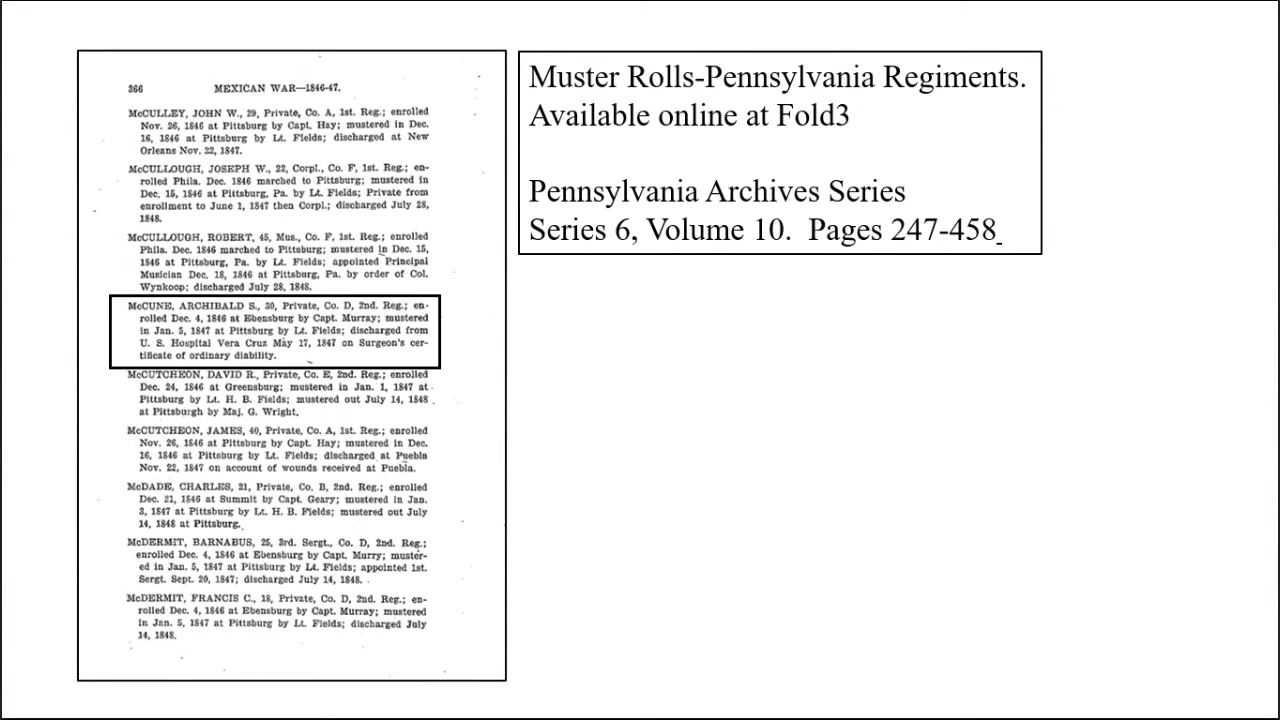 366 MEXICAN WAR—1846-47.
McCULLEY, JOHN W., 29, Private, Co. A, 1st. Reg.; enrolled
Nov. 26, 1846 at Pittsburg by Capt. Hay; mustered in Dec.
16, 1846 at Pittsburg by Lt. Fields; discharged at New
Orleans Nov. 22, 1847.
McCULLOUGH, JOSEPH W., 22, Corpl., Co. F, 1st. Reg.; en-
rolled Phila. Dec. 1846 marched to Pittsburg; mustered in
Dec. 15, 1846 at Pittsburg, Pa. by Lt. Fields; Private from
enrollment to June 1, 1847 then Corpl.; discharged July 28,
1848.
McCULLOUGH, ROBERT, 45, Mus., Co. F, 1st. Reg.; enrolled
Phila. Dec. 1846 marched to Pittsburg; mustered in Dec. 15,
1846 at Pittsburg, Pa. by Lt. Fields; appointed Principal
Musician Dec. 18, 1846 at Pittsburg, Pa. by order of Col.
Wynkoop; discharged July 28, 1848.
McCUNE, ARCHIBALD S., 30, Private, Co. D, 2nd. Reg.; en-
rolled Dec. 4, 1846 at Ebensburg by Capt. Murray; mustered
in Jan. 5, 1847 at Pittsburg by Lt. Fields; discharged from
U. S. Hospital Vera Cruz May 17, 1847 on Surgeon's cer-
tificate of ordinary diability.
McCUTCHEON, DAVID R., Private, Co. E, 2nd. Reg.; enrolled
Dec. 24, 1846 at Greensburg; mustered in Jan. 1, 1847 at
Pittsburg by Lt. H. B. Fields; mustered out July 14, 1848
at Pittsburgh by Maj. G. Wright.
McCUTCHEON, JAMES, 40, Private, Co. A, 1st. Reg.; enrolled
Nov. 26, 1846 at Pittsburg by Capt. Hay; mustered in Dec.
16, 1846 at Pittsburg by Lt. Fields; discharged at Puebla
Nov. 22, 1847 on account of wounds received at Puebla.
McDADE, CHARLES, 21, Private, Co. B, 2nd. Reg.; enrolled
Dec. 21, 1846 at Summit by Capt. Geary; mustered in Jan.
3, 1847 at Pittsburg by Lt. H. B. Fields; mustered out July
14, 1848 at Pittsburg.
McDERMIT, BARNABUS, 25, 3rd. Sergt., Co. D, 2nd. Reg.;
enrolled Dec. 4, 1846 at Ebensburg by Capt. Murry; muster-
ed in Jan. 5, 1847 at Pittsburg by Lt. Fields; appointed 1st.
Sergt. Sept. 20, 1847; discharged July 14, 1848.
McDERMIT, FRANCIS C., 18, Private, Co. D, 2nd. Reg.; en-
rolled Dec. 4, 1846 at Ebensburg by Capt. Murray; mustered
in Jan. 5, 1847 at Pittsburg by Lt. Fields; discharged July
14, 1848.
Muster Rolls-Pennsylvania Regiments.
Available online at Fold3
Pennsylvania Archives Series
Series 6, Volume 10. Pages 247-458